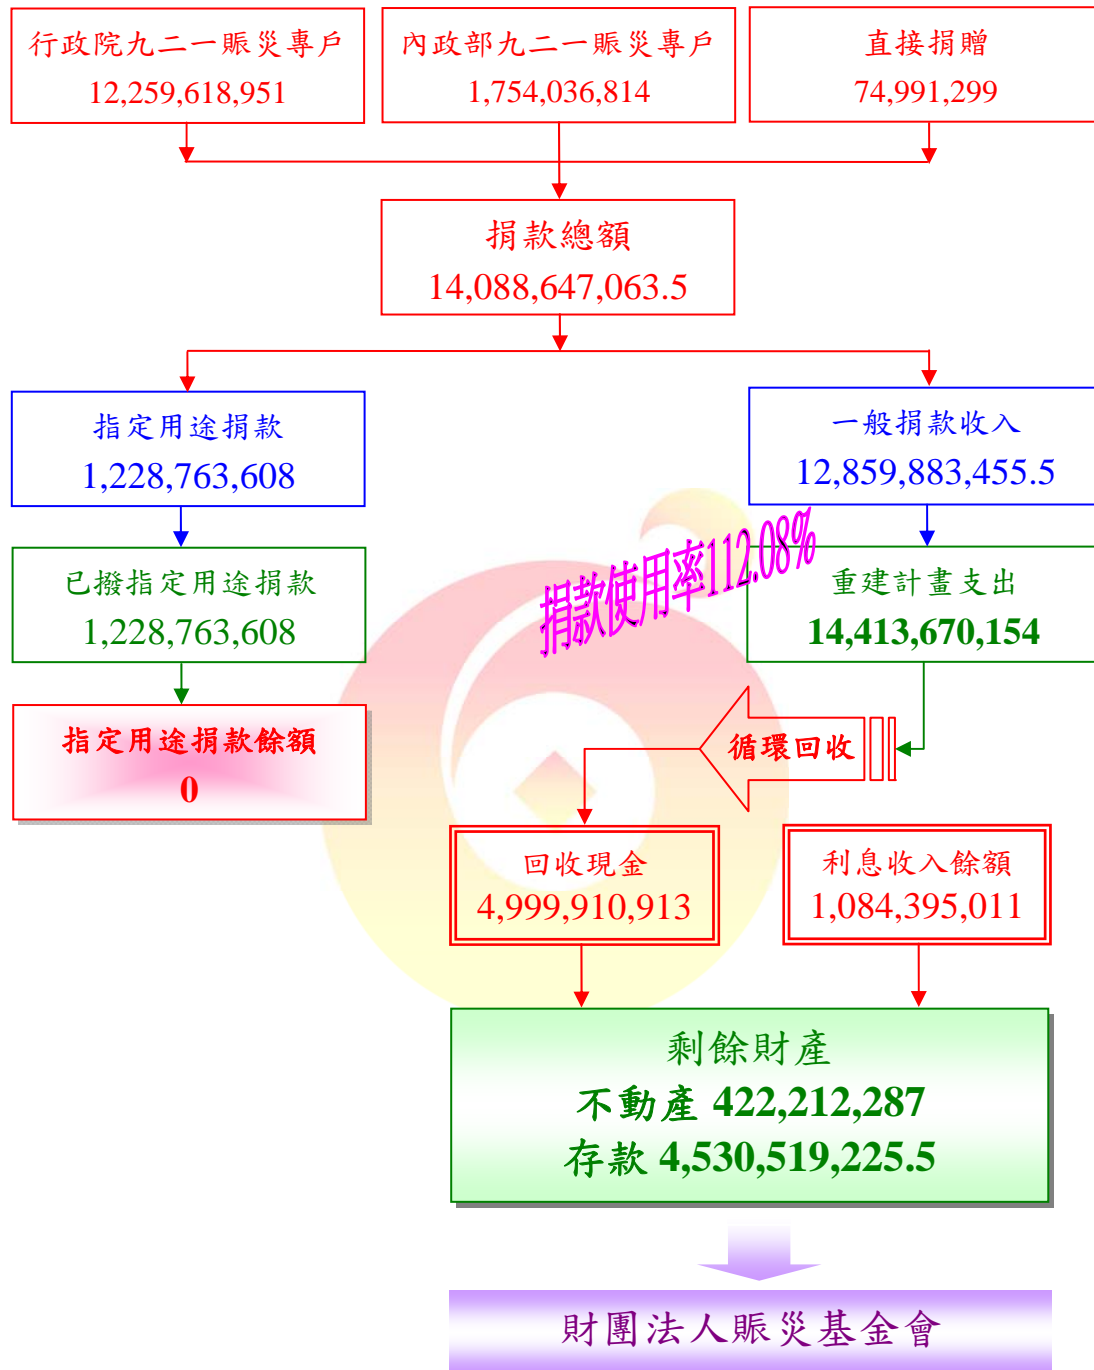 行政院九二一賑災專戶
12,259,618,951
內政部九二一賑災專戶
1,754,036,814
直接捐贈
74,991,299
捐款總額
14,088,647,063.5
指定用途捐款
1,228,763,608
一般捐款收入
12,859,883,455.5
已撥指定用途捐款
1,228,763,608
捐款使用率112.08%
重建計畫支出
14,413,670,154
指定用途捐款餘額
0
循環回收
回收現金
4,999,910,913
利息收入餘額
1,084,395,011
剩餘財產
不動產 422,212,287
存款 4,530,519,225.5
財團法人賑災基金會